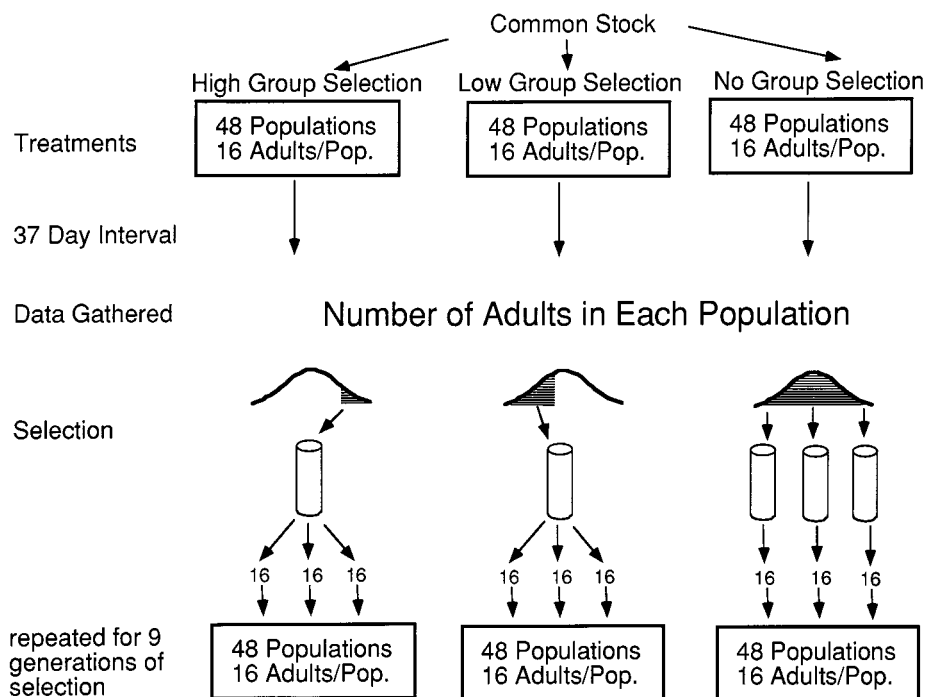 Common Stock
High Group Selection
Low Group Selection
No Group Selection
Treatments
48 Populations
16 Adults/Pop.
48 Populations
16 Adults/Pop.
48 Populations
16 Adults/Pop.
37 Day Interval
Data Gathered
Number of Adults in Each Population
Selection
16 16 16
16 16 16
16 16 16
repeated for 9
generations of
selection
48 Populations
16 Adults/Pop.
48 Populations
16 Adults/Pop.
48 Populations
16 Adults/Pop.